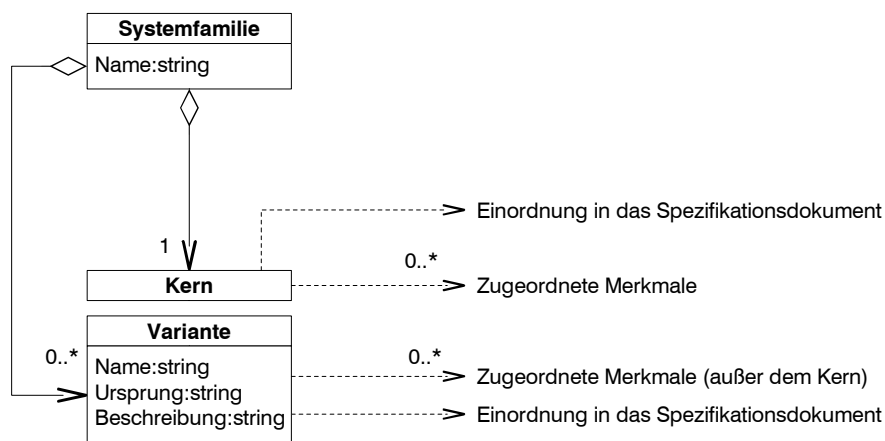 Systemfamilie
Name:string
Einordnung in das Spezifikationsdokument
1
0..*
Kern
Zugeordnete Merkmale
Variante
0..*
0..*
Name:string
Zugeordnete Merkmale (außer dem Kern)
Ursprung:string
Beschreibung:string
Einordnung in das Spezifikationsdokument